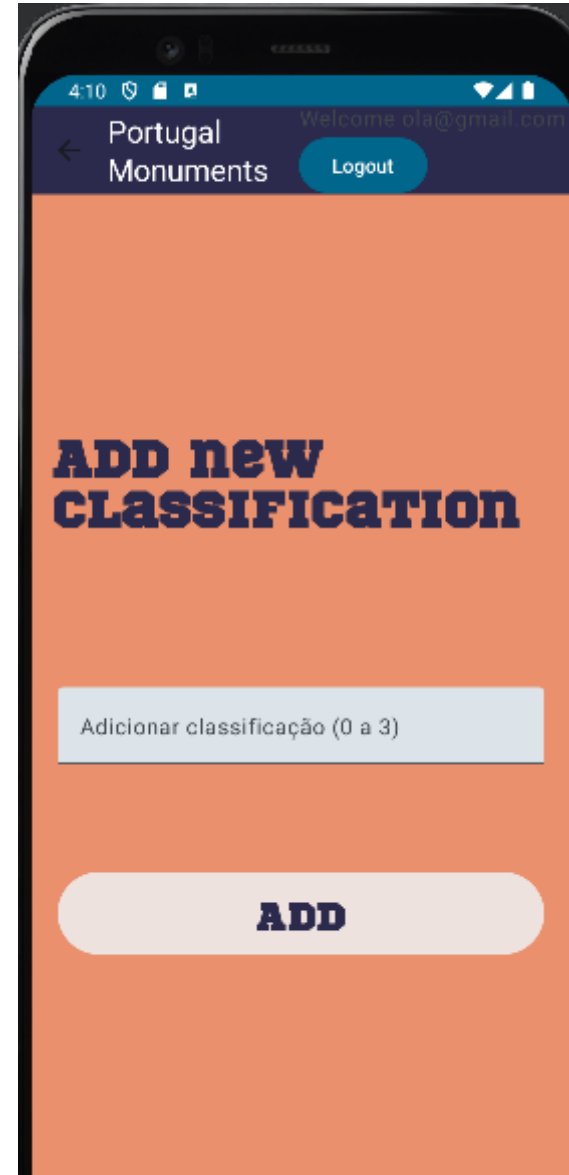 4:10
Welcome ola@gmail.com
Portugal
Monuments
Logout
ADD new
CLassIFICaTIOn
Adicionar classificação (0 a 3)
ADD